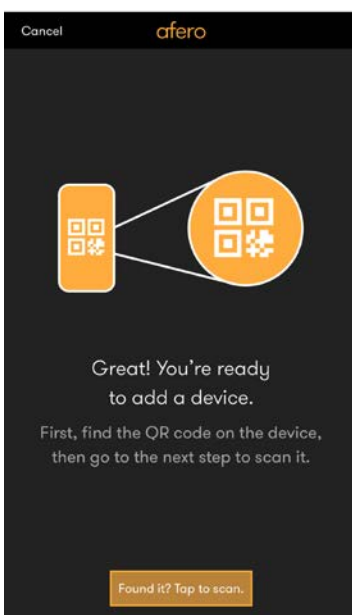 Cancel
afero
Great! You're ready
to add a device.
First, find the QR code on the device,
then go to the next step to scan it.
Found it? Tap to scan.